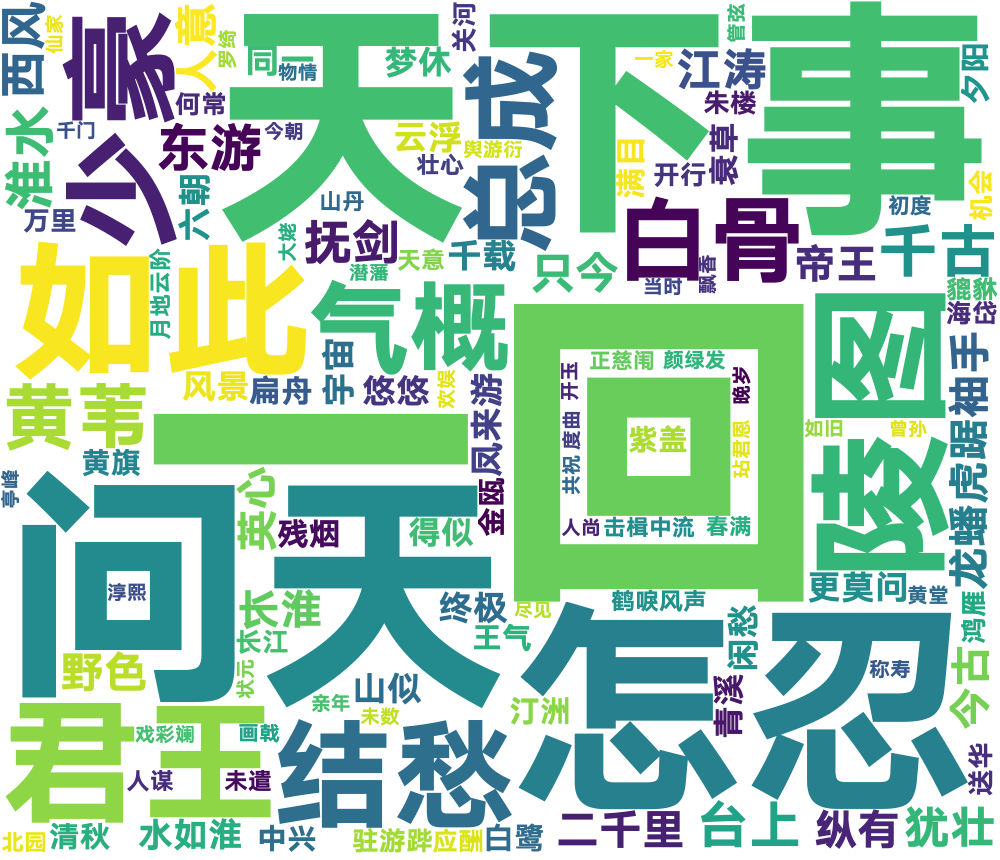 西风
仙家
豪
人意
罗绮
回
物情
天下事
梦休
关河
管弦
一家
江涛
夕阳
何常
朱楼
千门
今朝
少
淮水
东游
云浮
舆游衍
壮心
总成
满目
开行
衰草
机会
万里
六朝
山丹
大姥
抚剑
天意
千载
潜藩
白骨
初度
帝王
千古
只今
当时
飘香
貔貅
海岱
如此
月地云阶
气概
宇宙
风景
扁舟
悠悠
欢娱
凤来游
一回
正慈闱
颜绿发
开玉
晚岁
度曲
共祝
紫盖
玷君恩
人尚
击楫中流
春满
图
袖手
如旧
曾孙
陵
龙蟠虎踞
黄苇
黄旗
亭峰
问天
英心
残烟
金瓯
得似
淳熙
长淮
终极
鹤唳风声
尽见
更莫问
黄堂
鸿雁
长江
王气
野色
状元
亲年
山似
未数
汀洲
怎忍
闲愁
青溪
称寿
今古
君王
戏彩斓
画戟
结愁
人谋
未遣
送华
北园
清秋
水如淮
中兴
驻游跸
应酬
白鹭
二千里
台上
纵有
犹壮